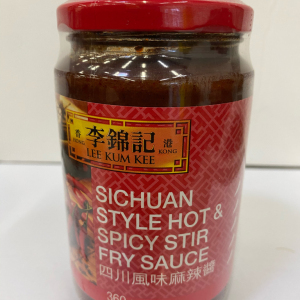 李錦記
香 港
HONG KONG
LEE KUM KEE
SICHUAN
STYLE HOT &
SPICY STIR
FRY SAUCE
四川風味麻辣醬
360